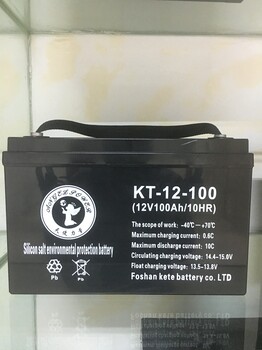 KT-12-100
(12V100Ah/10HR)
The scope of work: -40℃～+70℃
Maximum charging current: 0.6C
Maximum discharge current: 10C
Circulating charging voltage: 14.4-15.0V
Float charging voltage: 13.5-13.8V
Foshan kete battery co. LTD
Silicon salt environmental protection battery
Pb
Pb